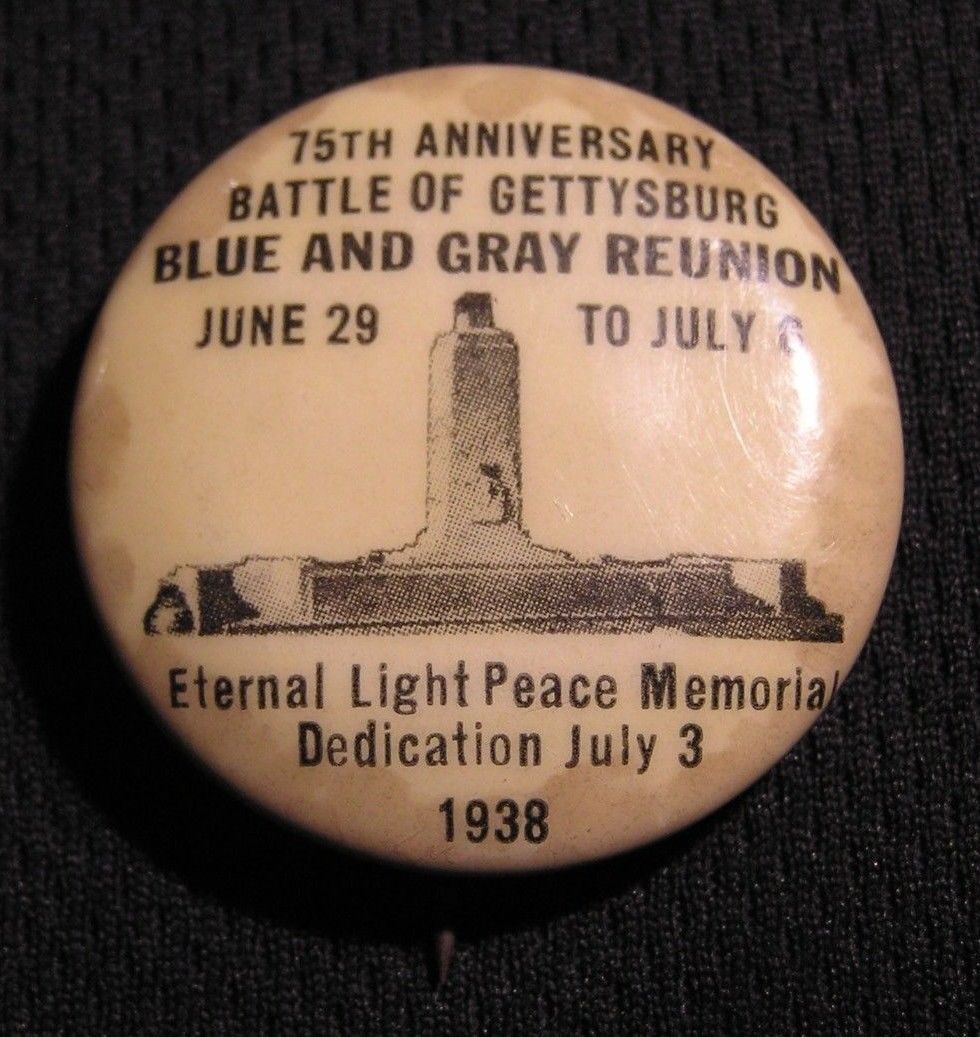 75TH ANNIVERSARY
BATTLE OF GETTYSBURG
BLUE AND GRAY REUNION
JUNE 29 TO JULY 6
Eternal Light Peace Memorial
Dedication July 3
1938